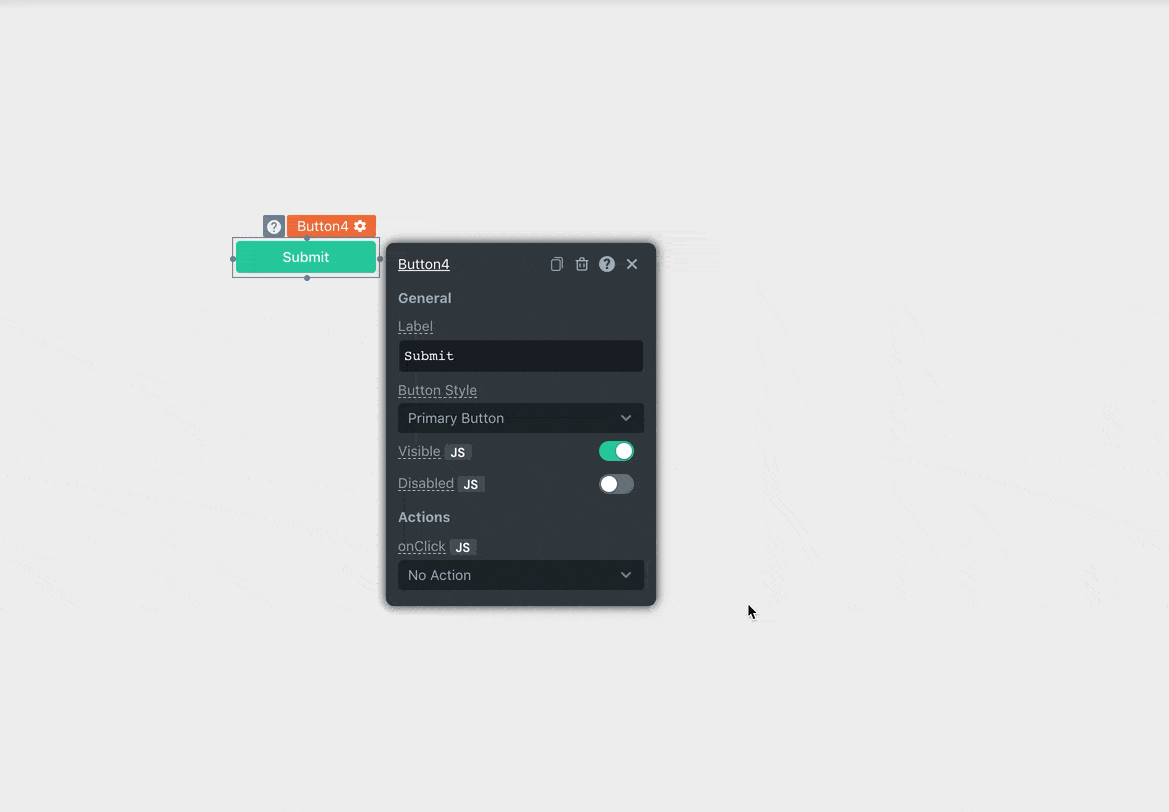 Button4
Submit
Button4
General
Label
Submit
Button Style
Primary Button
Visible JS
Disabled JS
Actions
onClick JS
No Action